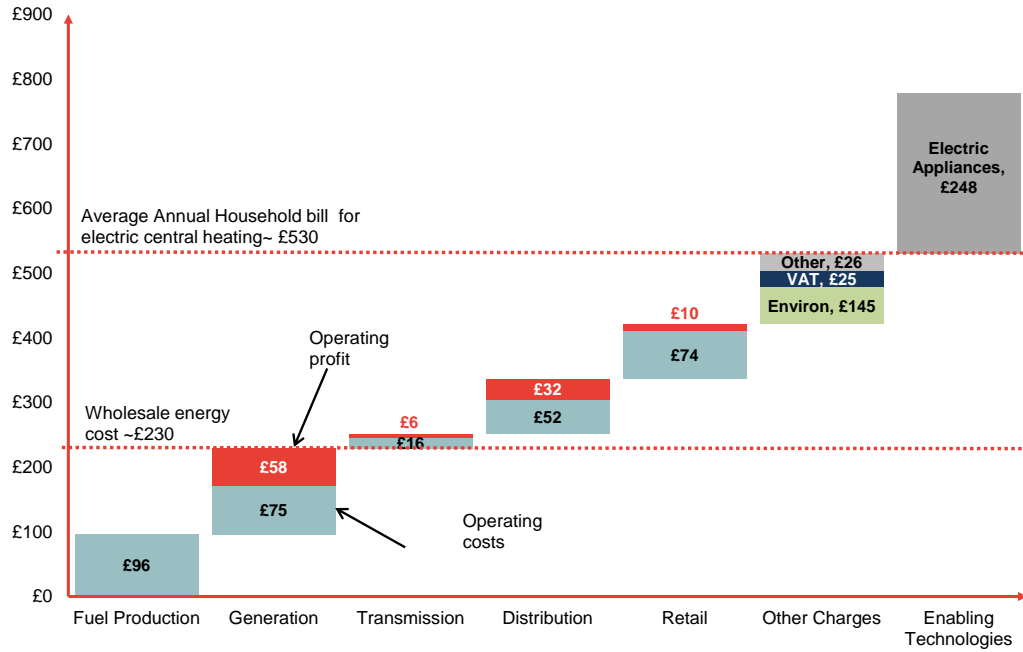 £900
£800
£700
£600
£500
£400
£300
£200
£100
£0
Average Annual Household bill for
electric central heating~ £530
Wholesale energy
cost ~£230
Operating
profit
Operating
costs
£96
£58
£75
£6
£16
£32
£52
£10
£74
Other, £26
VAT, £25
Environ, £145
Electric
Appliances,
£248
Fuel Production
Generation
Transmission
Distribution
Retail
Other Charges
Enabling
Technologies